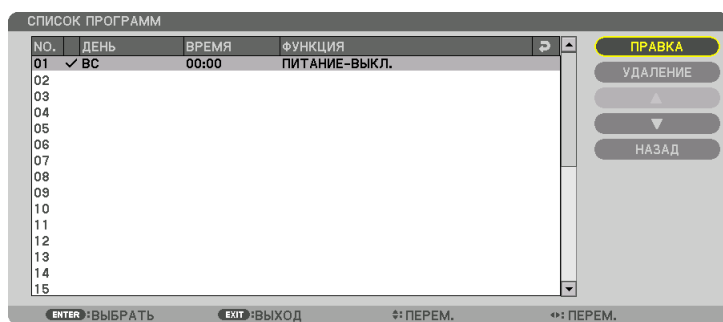 СПИСОК ПРОГРАММ
NO. ДЕНЬ ВРЕМЯ ФУНКЦИЯ
01 ✓ ВС 00:00 ПИТАНИЕ-ВЫКЛ.
02
03
04
05
06
07
08
09
10
11
12
13
14
15
ПРАВКА
УДАЛЕНИЕ
▲
▼
НАЗАД
ENTER:ВЫБРАТЬ EXIT:ВЫХОД :ПЕРЕМ. :ПЕРЕМ.